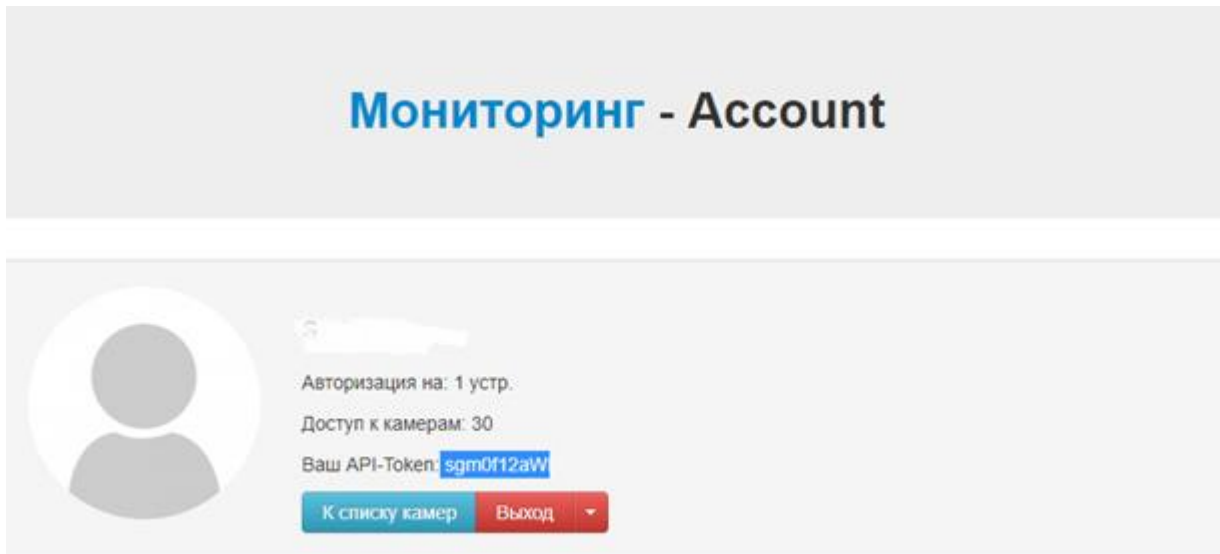 Мониторинг - Account
Авторизация на: 1 устр.
Доступ к камерам: 30
Ваш API-Token: sgm0f12aW
К списку камер Выход